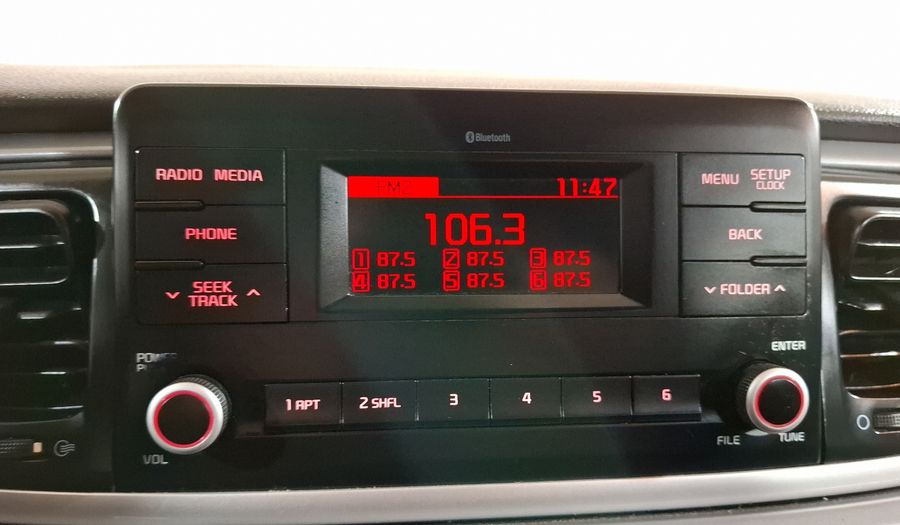 Bluetooth
RADIO MEDIA
PHONE
SEEK
TRACK
FM2 11:47
106.3
1 87.5 2 87.5 3 87.5
4 87.5 5 87.5 6 87.5
MENU SETUP
CLOCK
BACK
FOLDER
POWER
VOL
1 RPT 2 SHFL 3 4 5 6
ENTER
FILE TUNE